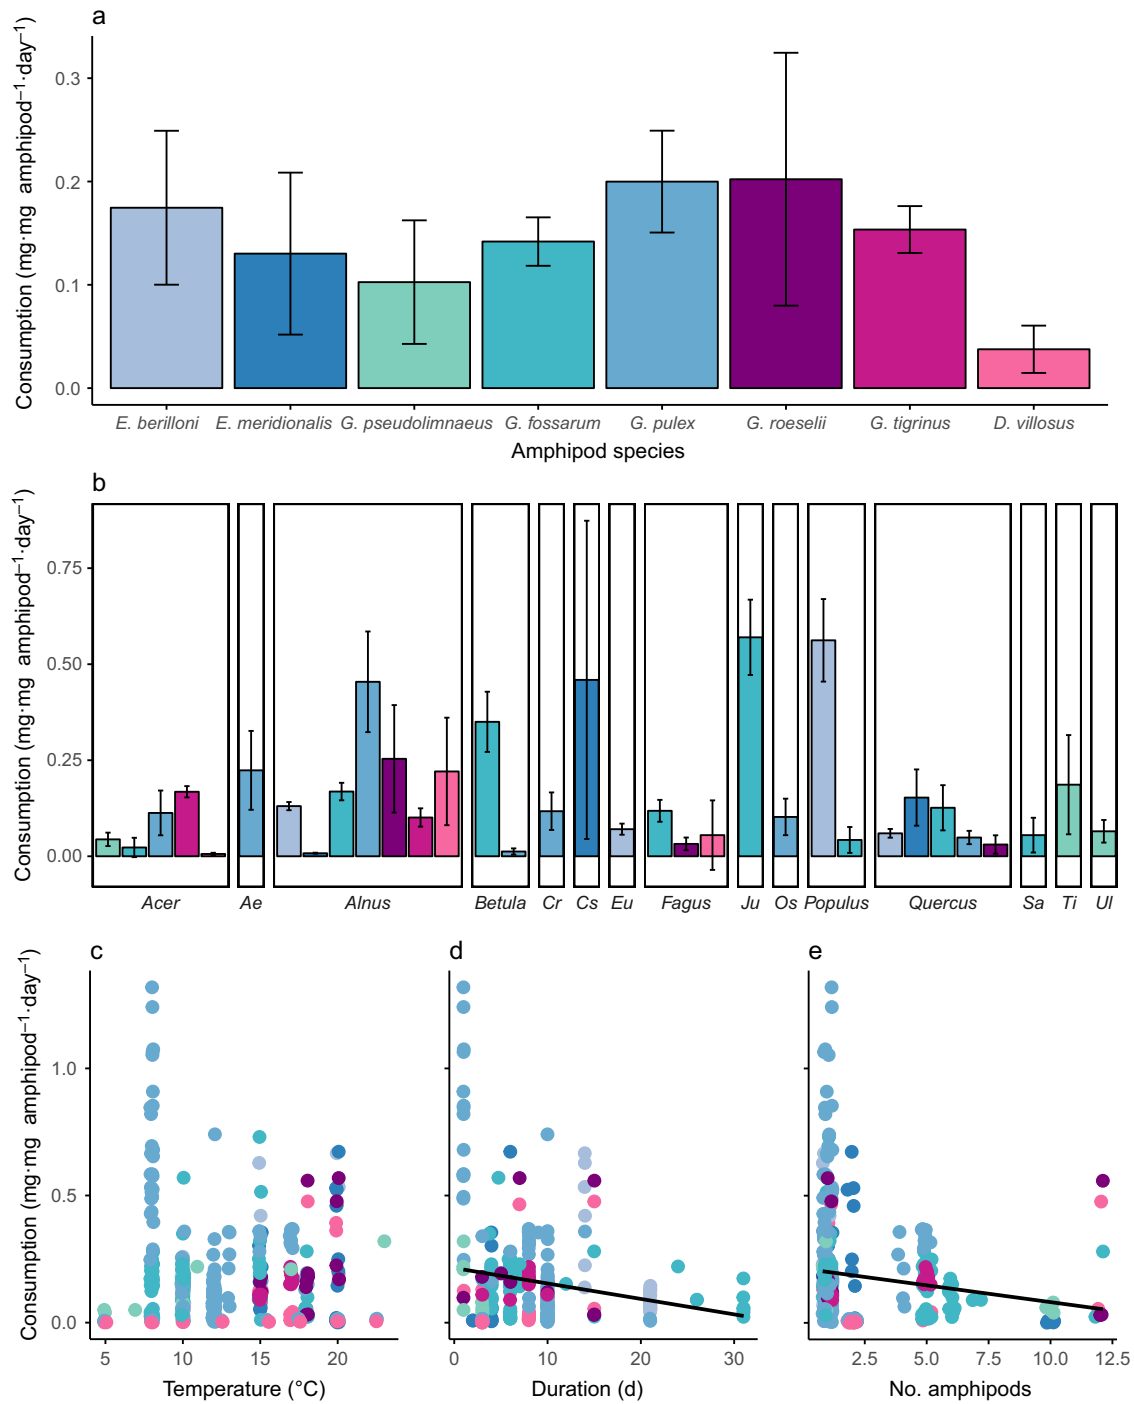 a
Consumption (mg·mg amphipod⁻¹·day⁻¹)
0.3
0.2
0.1
0.0
E. berilloni E. meridionalis G. pseudolimnaeus G. fossarum G. pulex G. roeselii G. tigrinus D. villosus
Amphipod species
b
Consumption (mg·mg amphipod⁻¹·day⁻¹)
0.75
0.50
0.25
0.00
Acer Ae Alnus Betula Cr Cs Eu Fagus Ju Os Populus Quercus Sa Ti Ul
c d e
Consumption (mg·mg amphipod⁻¹·day⁻¹)
1.0
0.5
0.0
5 10 15 20 0 10 20 30 2.5 5.0 7.5 10.0 12.5
Temperature (°C) Duration (d) No. amphipods